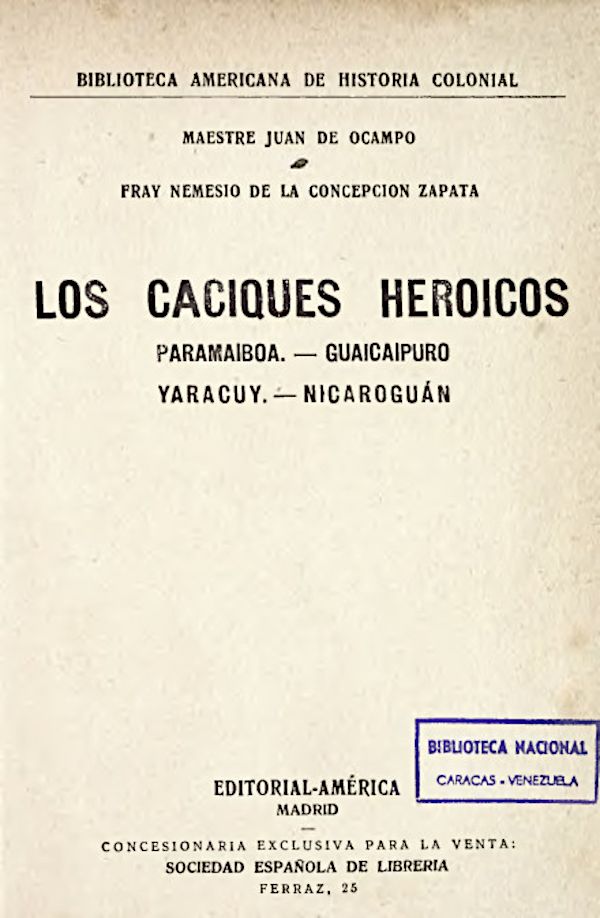 BIBLIOTECA AMERICANA DE HISTORIA COLONIAL
MAESTRE JUAN DE OCAMPO
FRAY NEMESIO DE LA CONCEPCION ZAPATA
LOS CACIQUES HEROICOS
PARAMAIBOA. — GUAICAIPURO
YARACUY. — NICAROGUÁN
BIBLIOTECA NACIONAL
CARACAS - VENEZUELA
EDITORIAL-AMÉRICA
MADRID
CONCESIONARIA EXCLUSIVA PARA LA VENTA:
SOCIEDAD ESPAÑOLA DE LIBRERIA
FERRAZ, 25